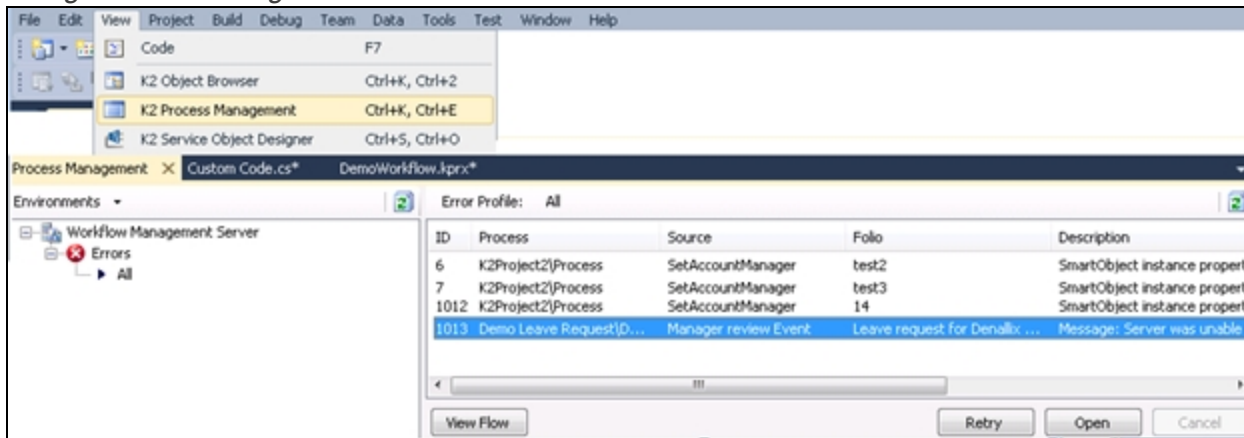 File Edit View Project Build Debug Team Data Tools Test Window Help
Code F7
K2 Object Browser Ctrl+K, Ctrl+2
K2 Process Management Ctrl+K, Ctrl+E
K2 Service Object Designer Ctrl+S, Ctrl+O
Process Management Custom Code.cs* DemoWorkflow.kprx*
Environments Error Profile: All
Workflow Management Server
Errors
All
ID Process Source Folio Description
6 K2Project2\Process SetAccountManager test2 SmartObject instance propert
7 K2Project2\Process SetAccountManager test3 SmartObject instance propert
1012 K2Project2\Process SetAccountManager 14 SmartObject instance propert
1013 Demo Leave Request\D... Manager review Event Leave request for Denallix ... Message: Server was unable
View Flow Retry Open Cancel